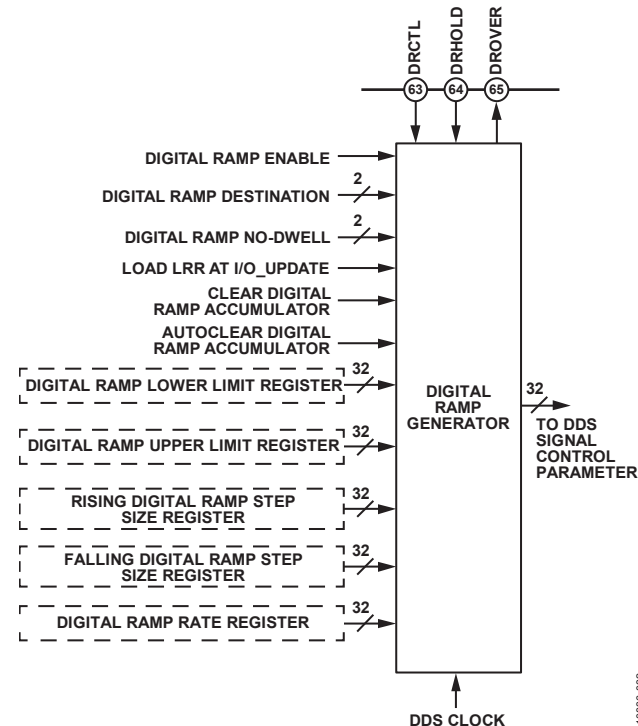 DRCTL
DRHOLD
DROVER
63
64
65
DIGITAL RAMP ENABLE
2
DIGITAL RAMP DESTINATION
2
DIGITAL RAMP NO-DWELL
LOAD LRR AT I/O_UPDATE
CLEAR DIGITAL
RAMP ACCUMULATOR
AUTOCLEAR DIGITAL
RAMP ACCUMULATOR
32
DIGITAL RAMP LOWER LIMIT REGISTER
32
DIGITAL RAMP UPPER LIMIT REGISTER
32
RISING DIGITAL RAMP STEP
SIZE REGISTER
32
FALLING DIGITAL RAMP STEP
SIZE REGISTER
32
DIGITAL RAMP RATE REGISTER
DIGITAL
RAMP
GENERATOR
32
TO DDS
SIGNAL
CONTROL
PARAMETER
DDS CLOCK